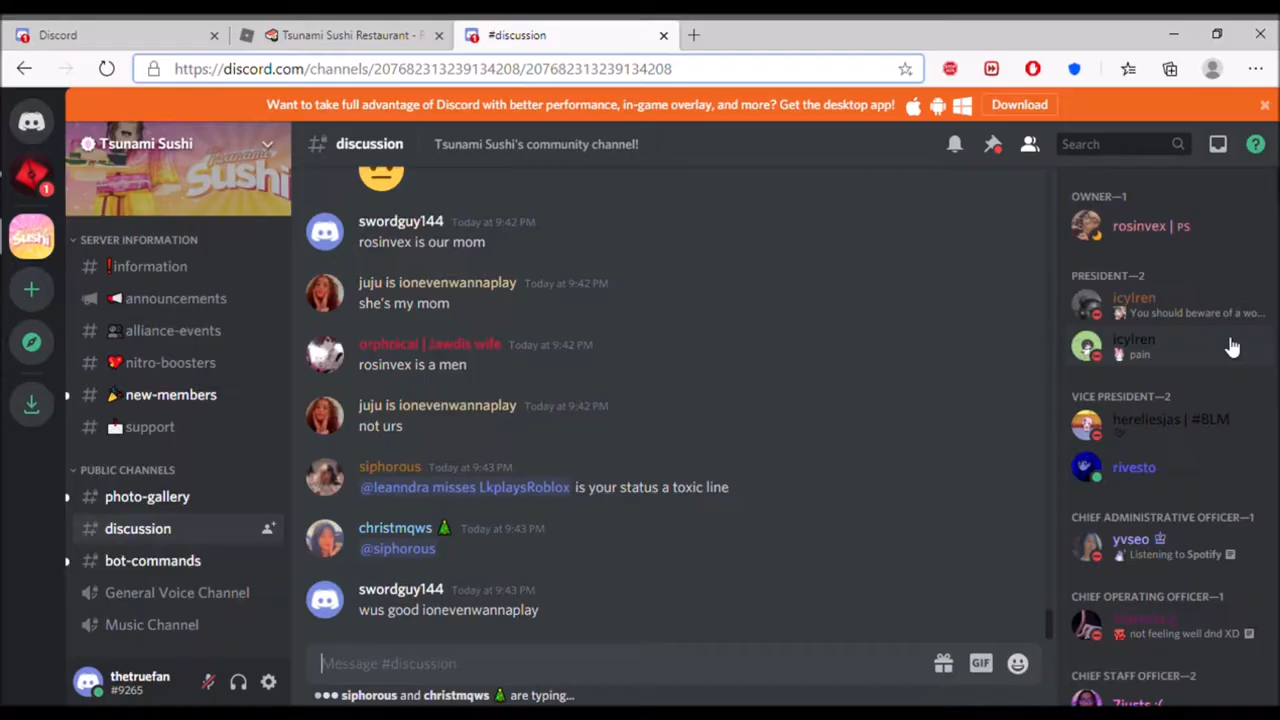 Discord
Tsunami Sushi Restaurant - R
#discussion
https://discord.com/channels/207682313239134208/207682313239134208
Want to take full advantage of Discord with better performance, in-game overlay, and more? Get the desktop app!
Download
Tsunami Sushi
discussion
Tsunami Sushi's community channel!
Search
SERVER INFORMATION
information
announcements
alliance-events
nitro-boosters
new-members
support
PUBLIC CHANNELS
photo-gallery
discussion
bot-commands
General Voice Channel
Music Channel
thetruefan
#9265
swordguy144 Today at 9:42 PM
rosinvex is our mom
juju is ionevenwannaplay Today at 9:42 PM
she's my mom
orphrical | Jawdis wife Today at 9:42 PM
rosinvex is a men
juju is ionevenwannaplay Today at 9:42 PM
not urs
siphorous Today at 9:43 PM
@leanndra misses LkplaysRoblox is your status a toxic line
christmqws Today at 9:43 PM
@siphorous
swordguy144 Today at 9:43 PM
wus good ionevenwannaplay
Message #discussion
GIF
siphorous and christmqws are typing...
OWNER—1
rosinvex | PS
PRESIDENT—2
icylren
You should beware of a wo...
icylren
pain
VICE PRESIDENT—2
hereliesjas | #BLM
rivesto
CHIEF ADMINISTRATIVE OFFICER—1
yvseo
Listening to Spotify
CHIEF OPERATING OFFICER—1
not feeling well dnd XD
CHIEF STAFF OFFICER—2